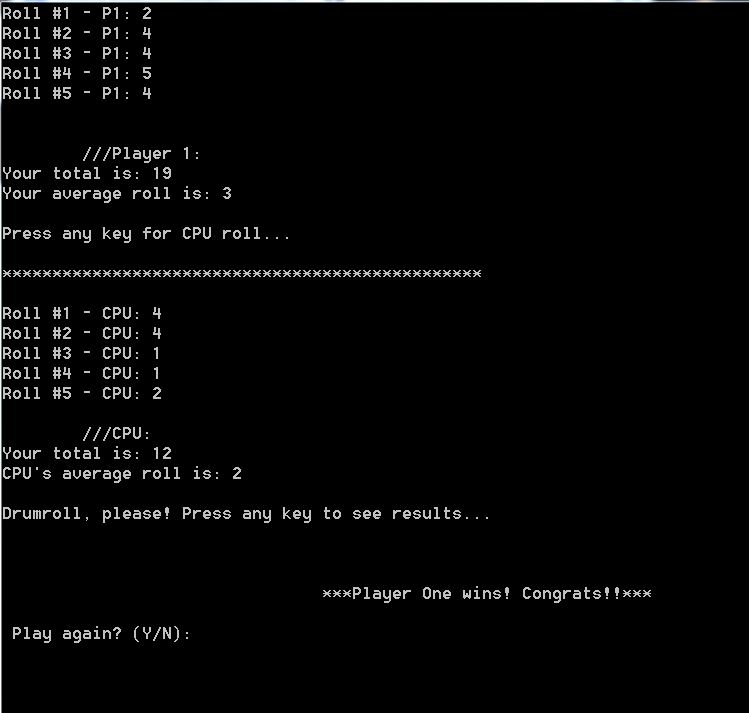 Roll #1 - P1: 2
Roll #2 - P1: 4
Roll #3 - P1: 4
Roll #4 - P1: 5
Roll #5 - P1: 4
///Player 1:
Your total is: 19
Your average roll is: 3
Press any key for CPU roll...
************************************************
Roll #1 - CPU: 4
Roll #2 - CPU: 4
Roll #3 - CPU: 1
Roll #4 - CPU: 1
Roll #5 - CPU: 2
///CPU:
Your total is: 12
CPU's average roll is: 2
Drumroll, please! Press any key to see results...
***Player One wins! Congrats!!***
Play again? (Y/N):